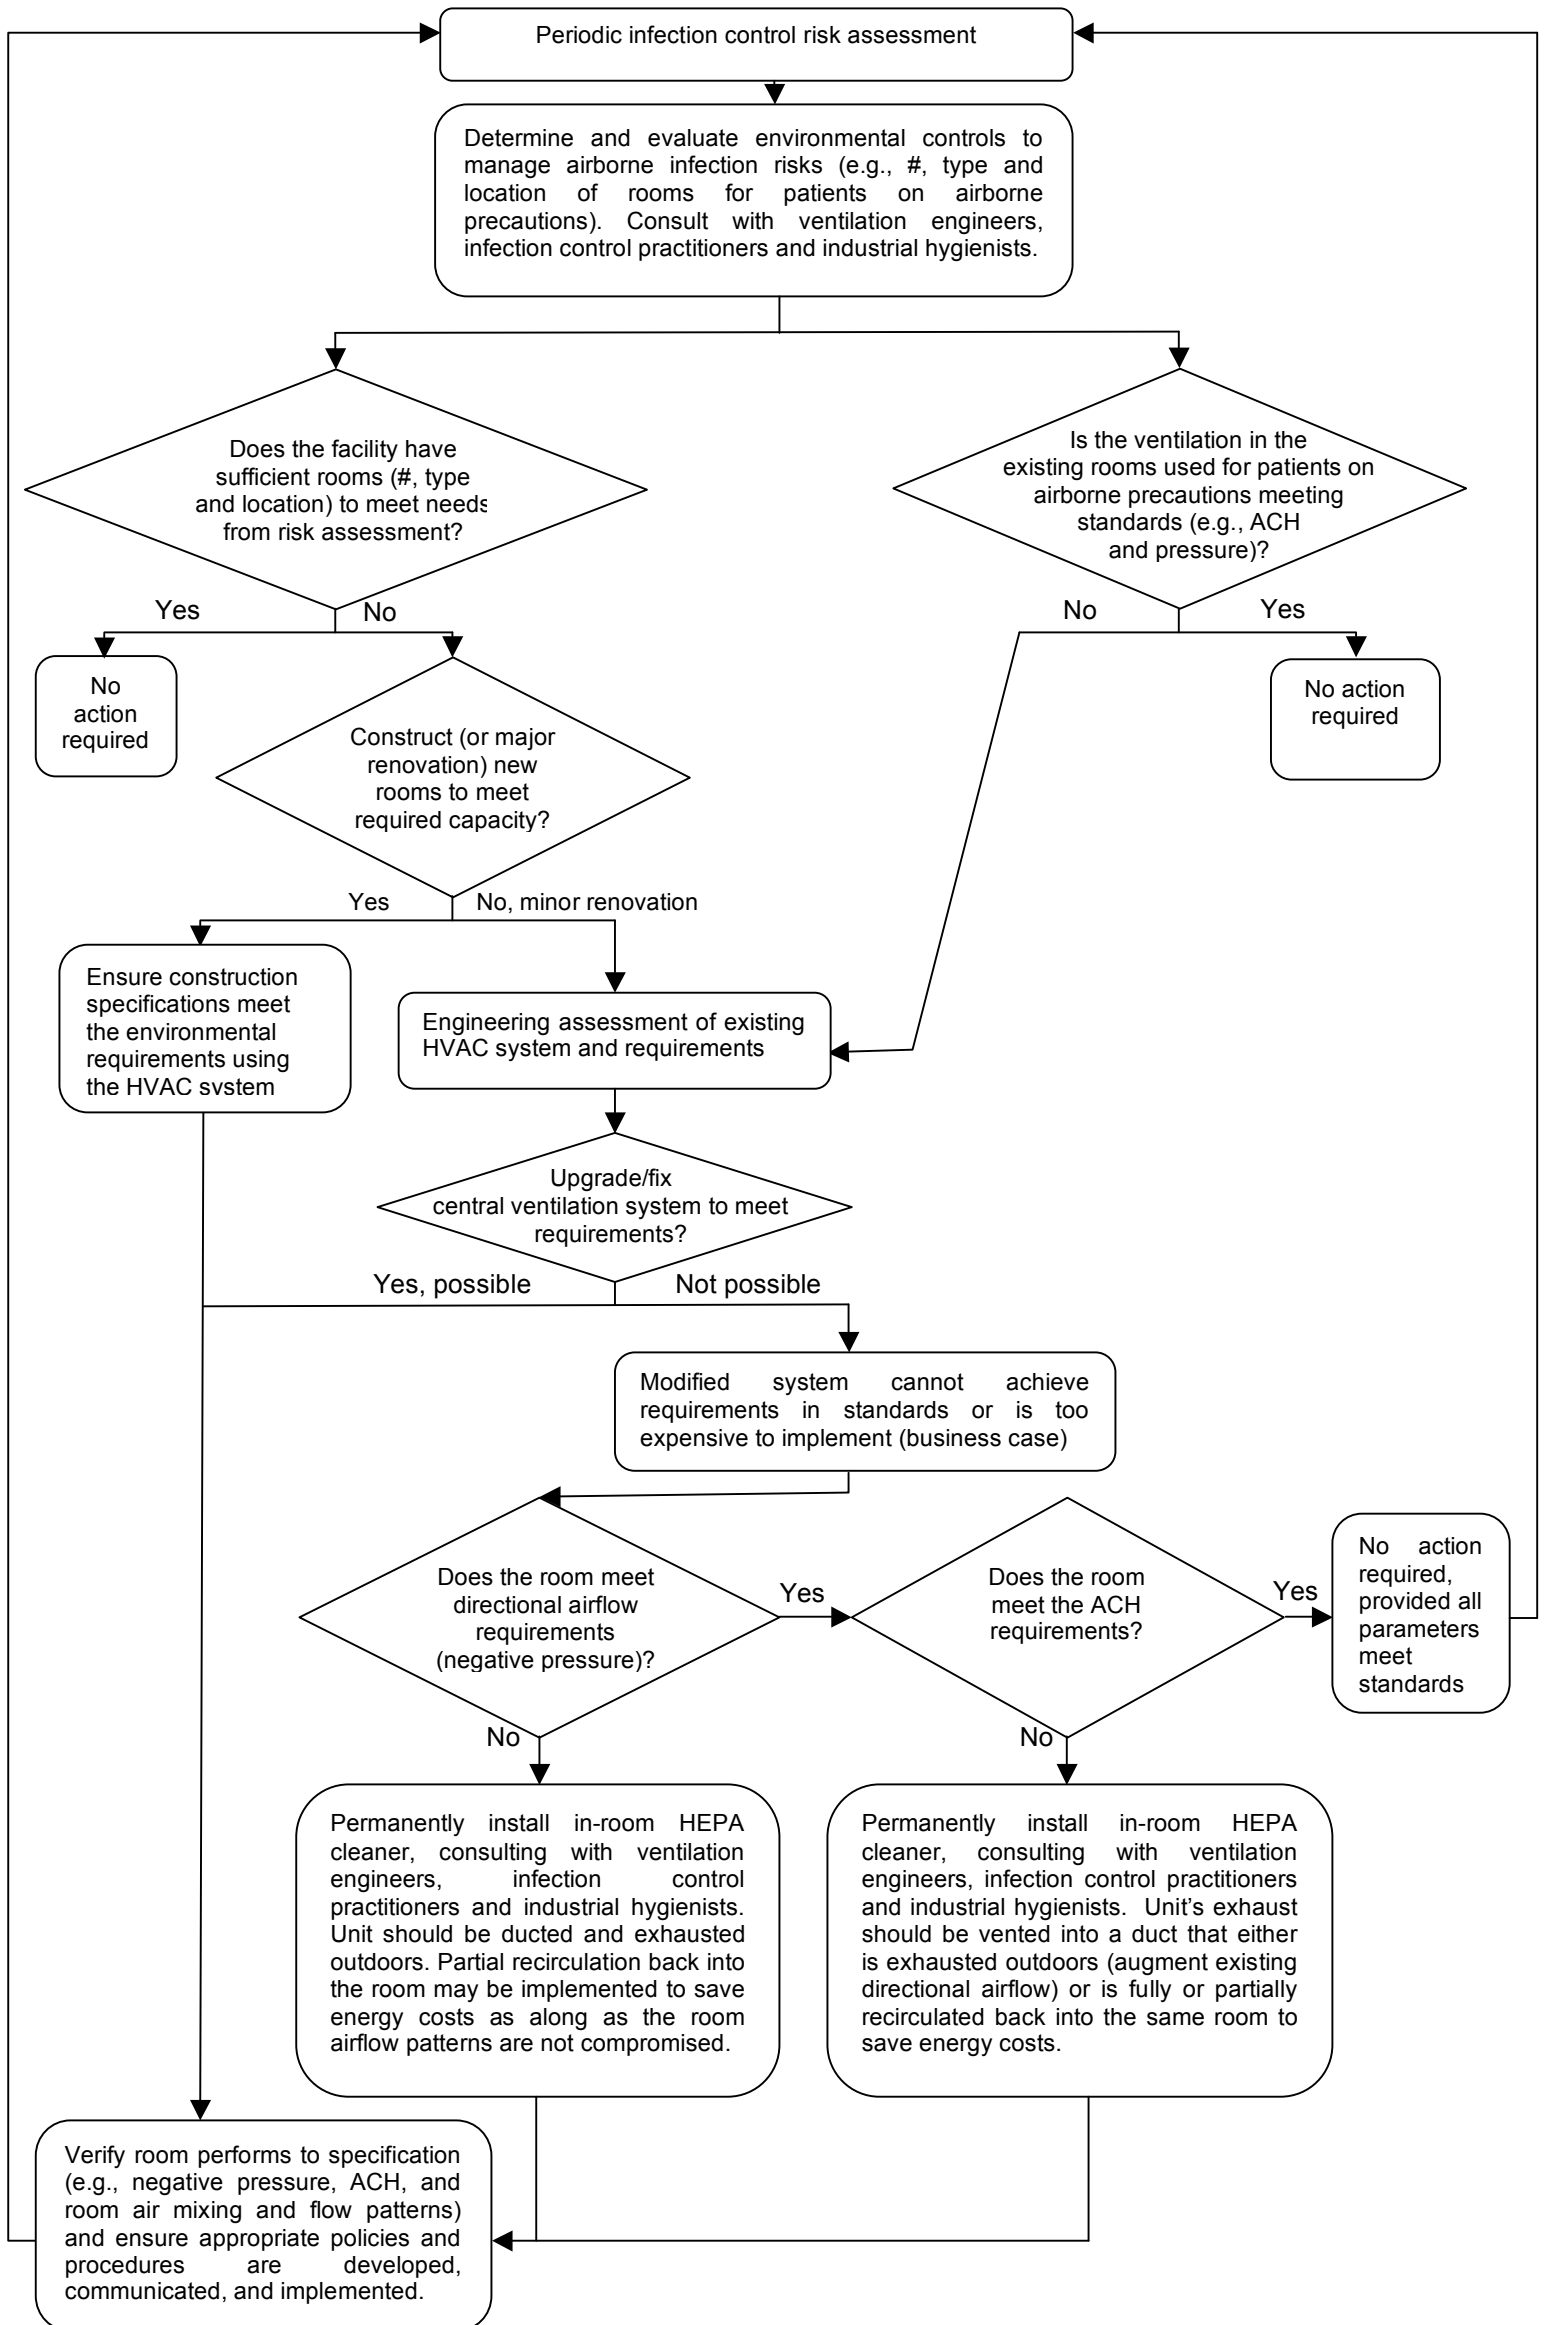 Periodic infection control risk assessment
Determine and evaluate environmental controls to
manage airborne infection risks (e.g., #, type and
location of rooms for patients on airborne
precautions). Consult with ventilation engineers,
infection control practitioners and industrial hygienists.
Does the facility have
sufficient rooms (#, type
and location) to meet needs
from risk assessment?
Is the ventilation in the
existing rooms used for patients on
airborne precautions meeting
standards (e.g., ACH
and pressure)?
Yes
No
No
Yes
No
action
required
No action
required
Construct (or major
renovation) new
rooms to meet
required capacity?
Yes
No, minor renovation
Ensure construction
specifications meet
the environmental
requirements using
the HVAC system
Engineering assessment of existing
HVAC system and requirements
Upgrade/fix
central ventilation system to meet
requirements?
Yes, possible
Not possible
Modified system cannot achieve
requirements in standards or is too
expensive to implement (business case)
Does the room meet
directional airflow
requirements
(negative pressure)?
Yes
Does the room
meet the ACH
requirements?
Yes
No action
required,
provided all
parameters
meet
standards
No
No
Permanently install in-room HEPA
cleaner, consulting with ventilation
engineers, infection control
practitioners and industrial hygienists.
Unit should be ducted and exhausted
outdoors. Partial recirculation back into
the room may be implemented to save
energy costs as along as the room
airflow patterns are not compromised.
Permanently install in-room HEPA
cleaner, consulting with ventilation
engineers, infection control practitioners
and industrial hygienists. Unit's exhaust
should be vented into a duct that either
is exhausted outdoors (augment existing
directional airflow) or is fully or partially
recirculated back into the same room to
save energy costs.
Verify room performs to specification
(e.g., negative pressure, ACH, and
room air mixing and flow patterns)
and ensure appropriate policies and
procedures are developed,
communicated, and implemented.